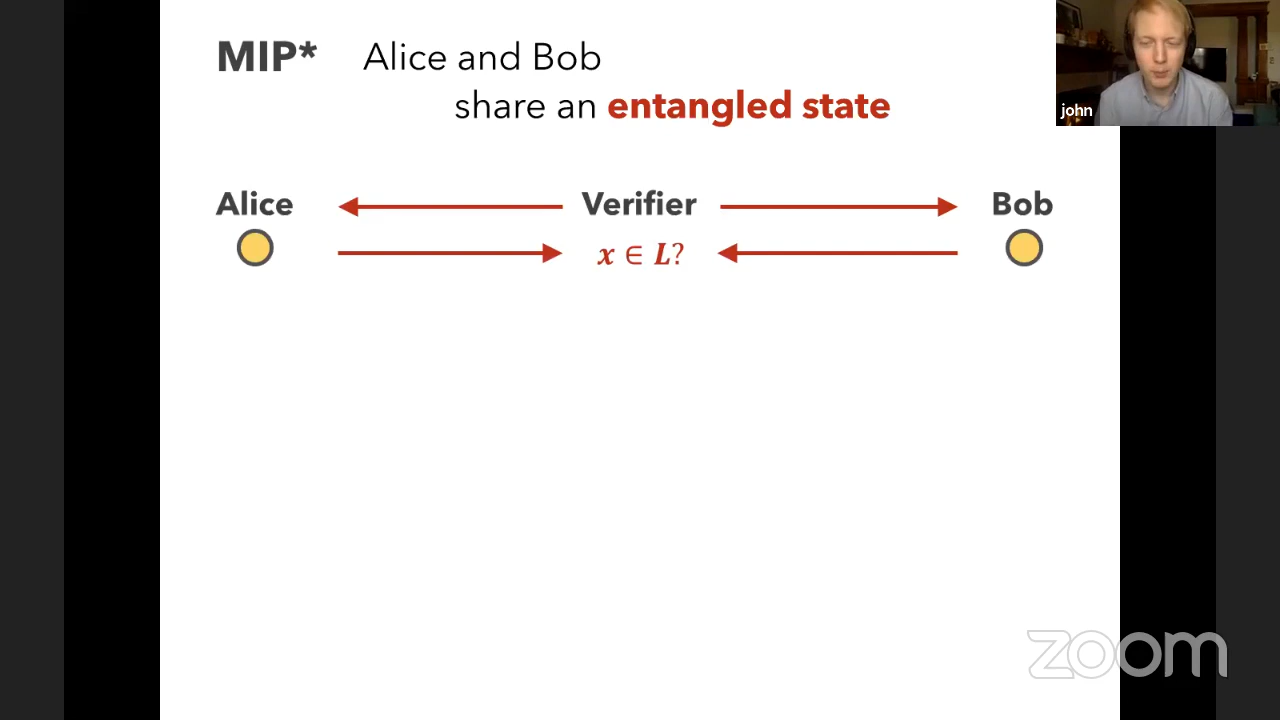 MIP* Alice and Bob
share an entangled state
john
Alice Verifier Bob
x ∈ L?
zoom